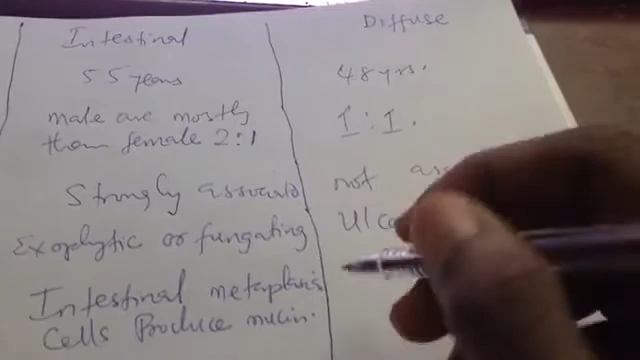 Intestinal
Diffuse
55 years
48 yrs.
male are mostly
than female 2:1
1:1.
Strongly associated
not
Exophytic or fungating
Intestinal metaplasis
Cells Produce mucin.